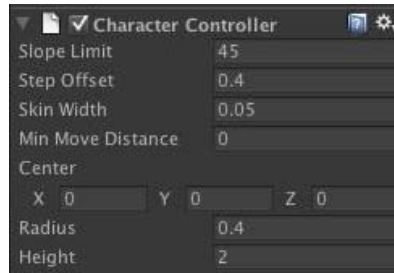 Character Controller
Slope Limit 45
Step Offset 0.4
Skin Width 0.05
Min Move Distance 0
Center
X 0 Y 0 Z 0
Radius 0.4
Height 2